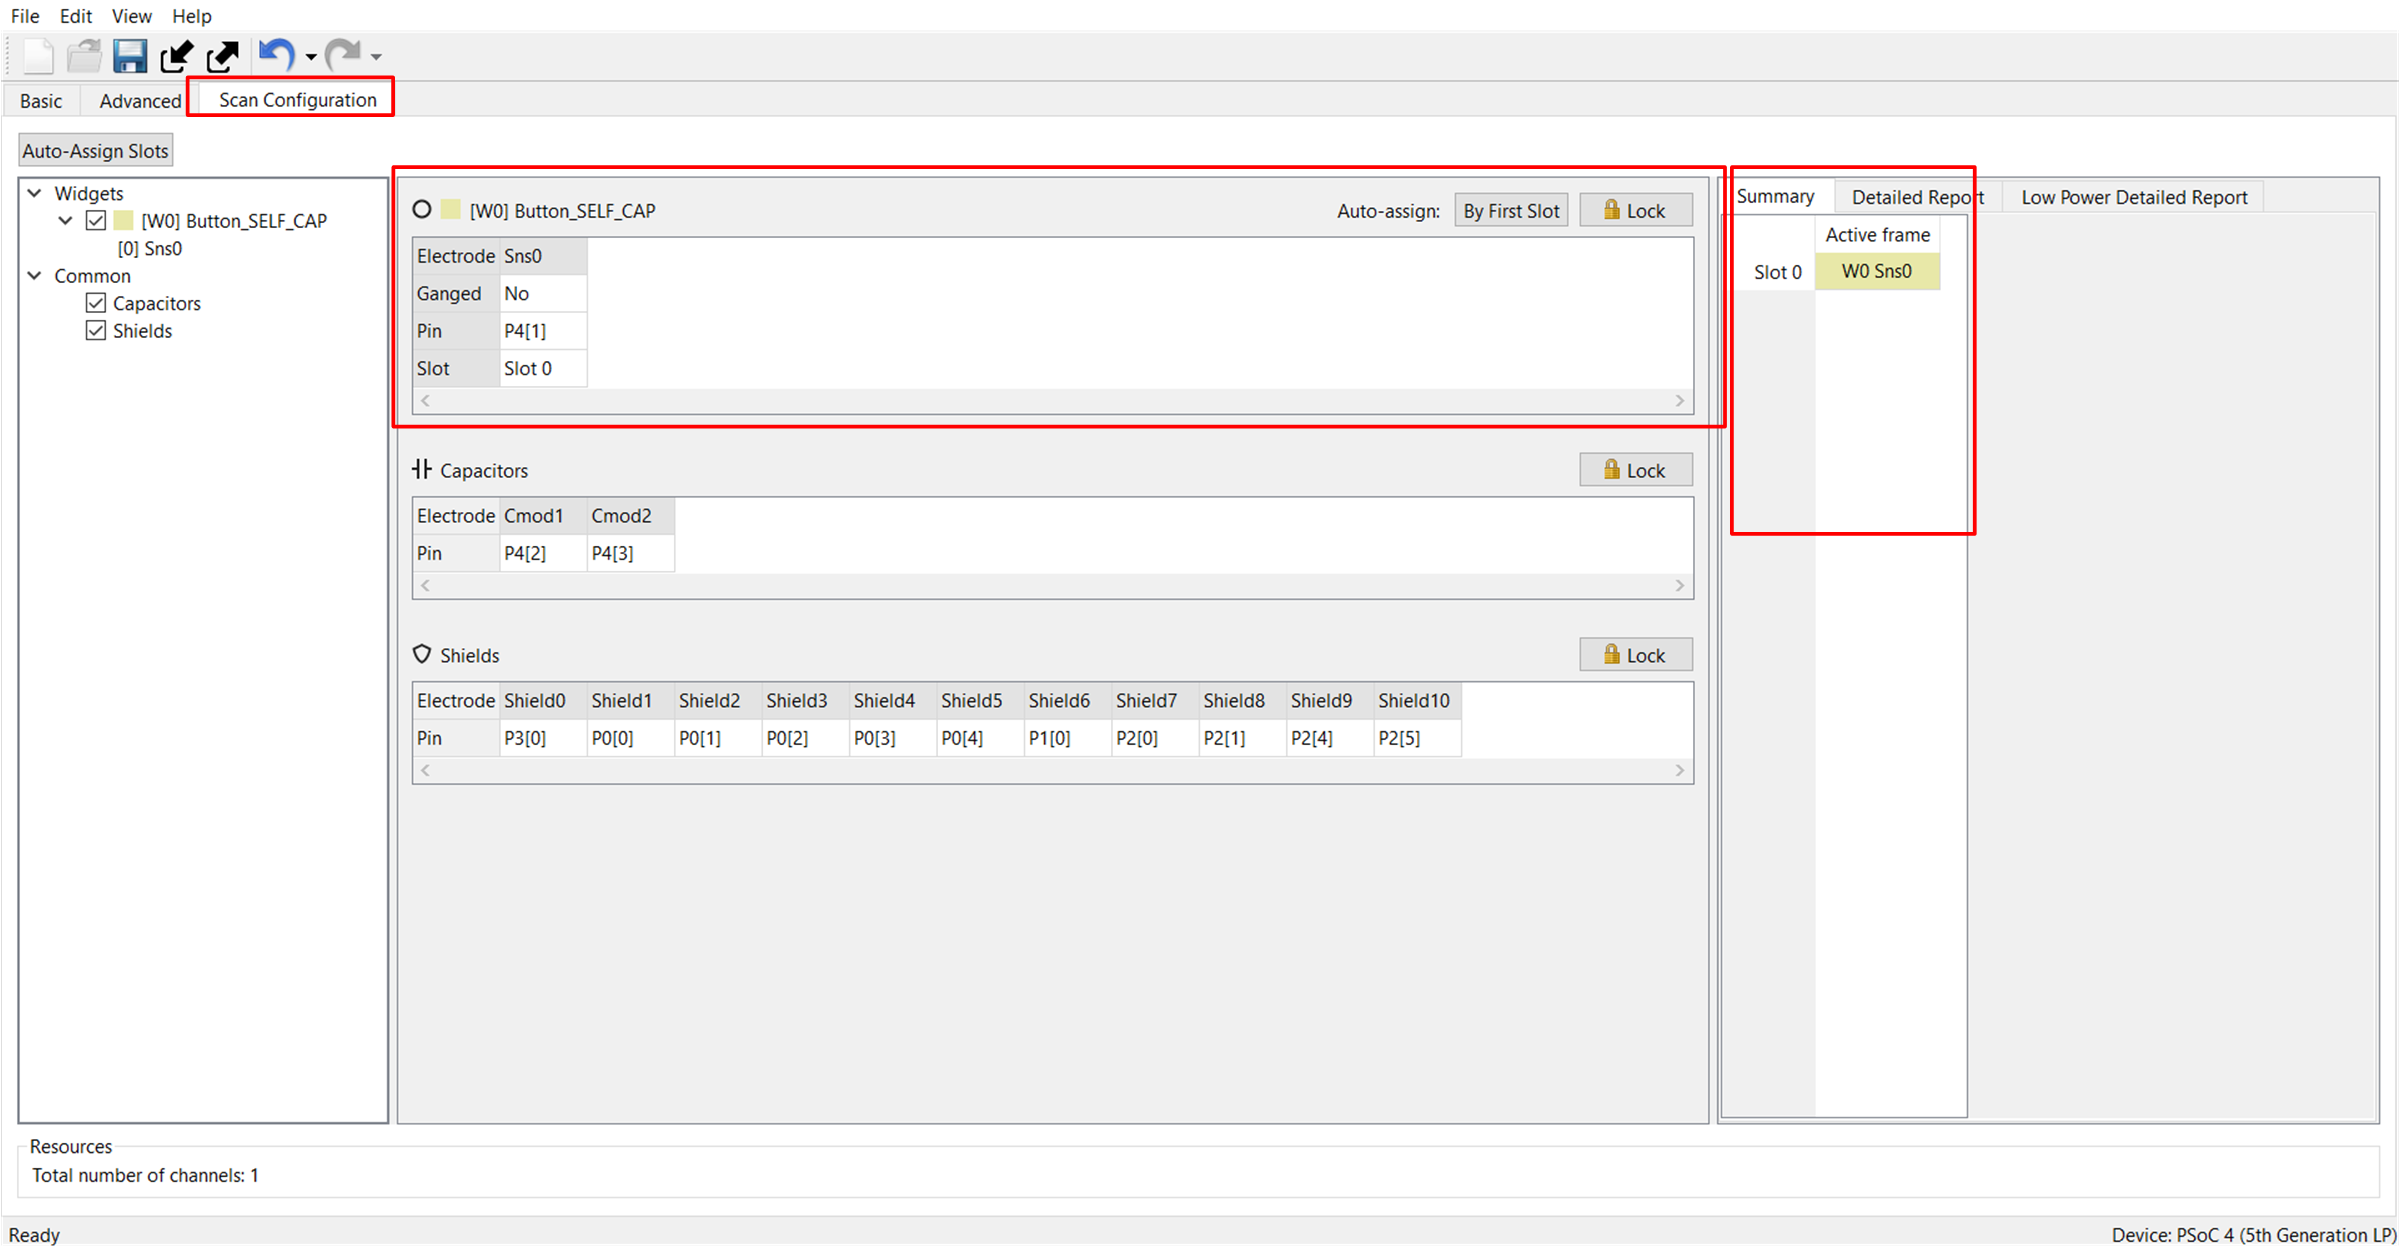 File Edit View Help
Basic Advanced Scan Configuration
Auto-Assign Slots
Widgets
[W0] Button_SELF_CAP
[0] Sns0
Common
Capacitors
Shields
[W0] Button_SELF_CAP Auto-assign: By First Slot Lock
Electrode Sns0
Ganged No
Pin P4[1]
Slot Slot 0
Capacitors Lock
Electrode Cmod1 Cmod2
Pin P4[2] P4[3]
Shields Lock
Electrode Shield0 Shield1 Shield2 Shield3 Shield4 Shield5 Shield6 Shield7 Shield8 Shield9 Shield10
Pin P3[0] P0[0] P0[1] P0[2] P0[3] P0[4] P1[0] P2[0] P2[1] P2[4] P2[5]
Summary Detailed Report Low Power Detailed Report
Active frame
Slot 0 W0 Sns0
Resources
Total number of channels: 1
Ready Device: PSoC 4 (5th Generation LP)